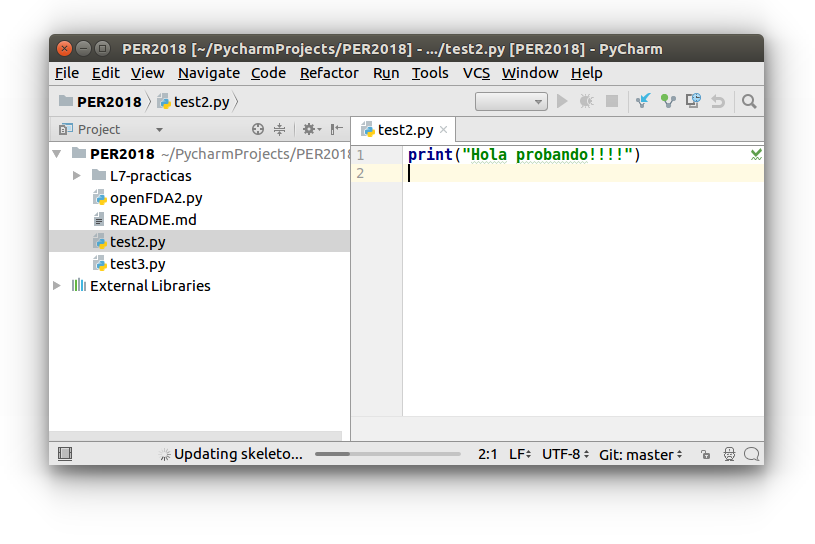 PER2018 [~/PycharmProjects/PER2018] - .../test2.py [PER2018] - PyCharm
File Edit View Navigate Code Refactor Run Tools VCS Window Help
PER2018 test2.py
Project
test2.py
PER2018 ~/PycharmProjects/PER2018
L7-practicas
openFDA2.py
README.md
test2.py
test3.py
External Libraries
1 print("Hola probando!!!!")
2
Updating skeleto... 2:1 LF UTF-8 Git: master